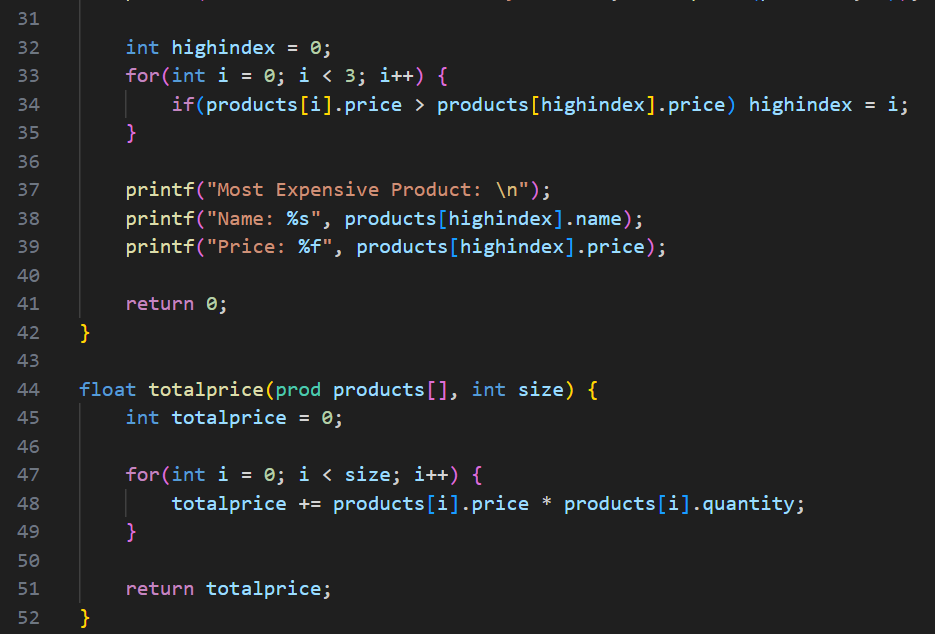 31
32 int highindex = 0;
33 for(int i = 0; i < 3; i++) {
34 if(products[i].price > products[highindex].price) highindex = i;
35 }
36
37 printf("Most Expensive Product: \n");
38 printf("Name: %s", products[highindex].name);
39 printf("Price: %f", products[highindex].price);
40
41 return 0;
42 }
43
44 float totalprice(prod products[], int size) {
45 int totalprice = 0;
46
47 for(int i = 0; i < size; i++) {
48 totalprice += products[i].price * products[i].quantity;
49 }
50
51 return totalprice;
52 }